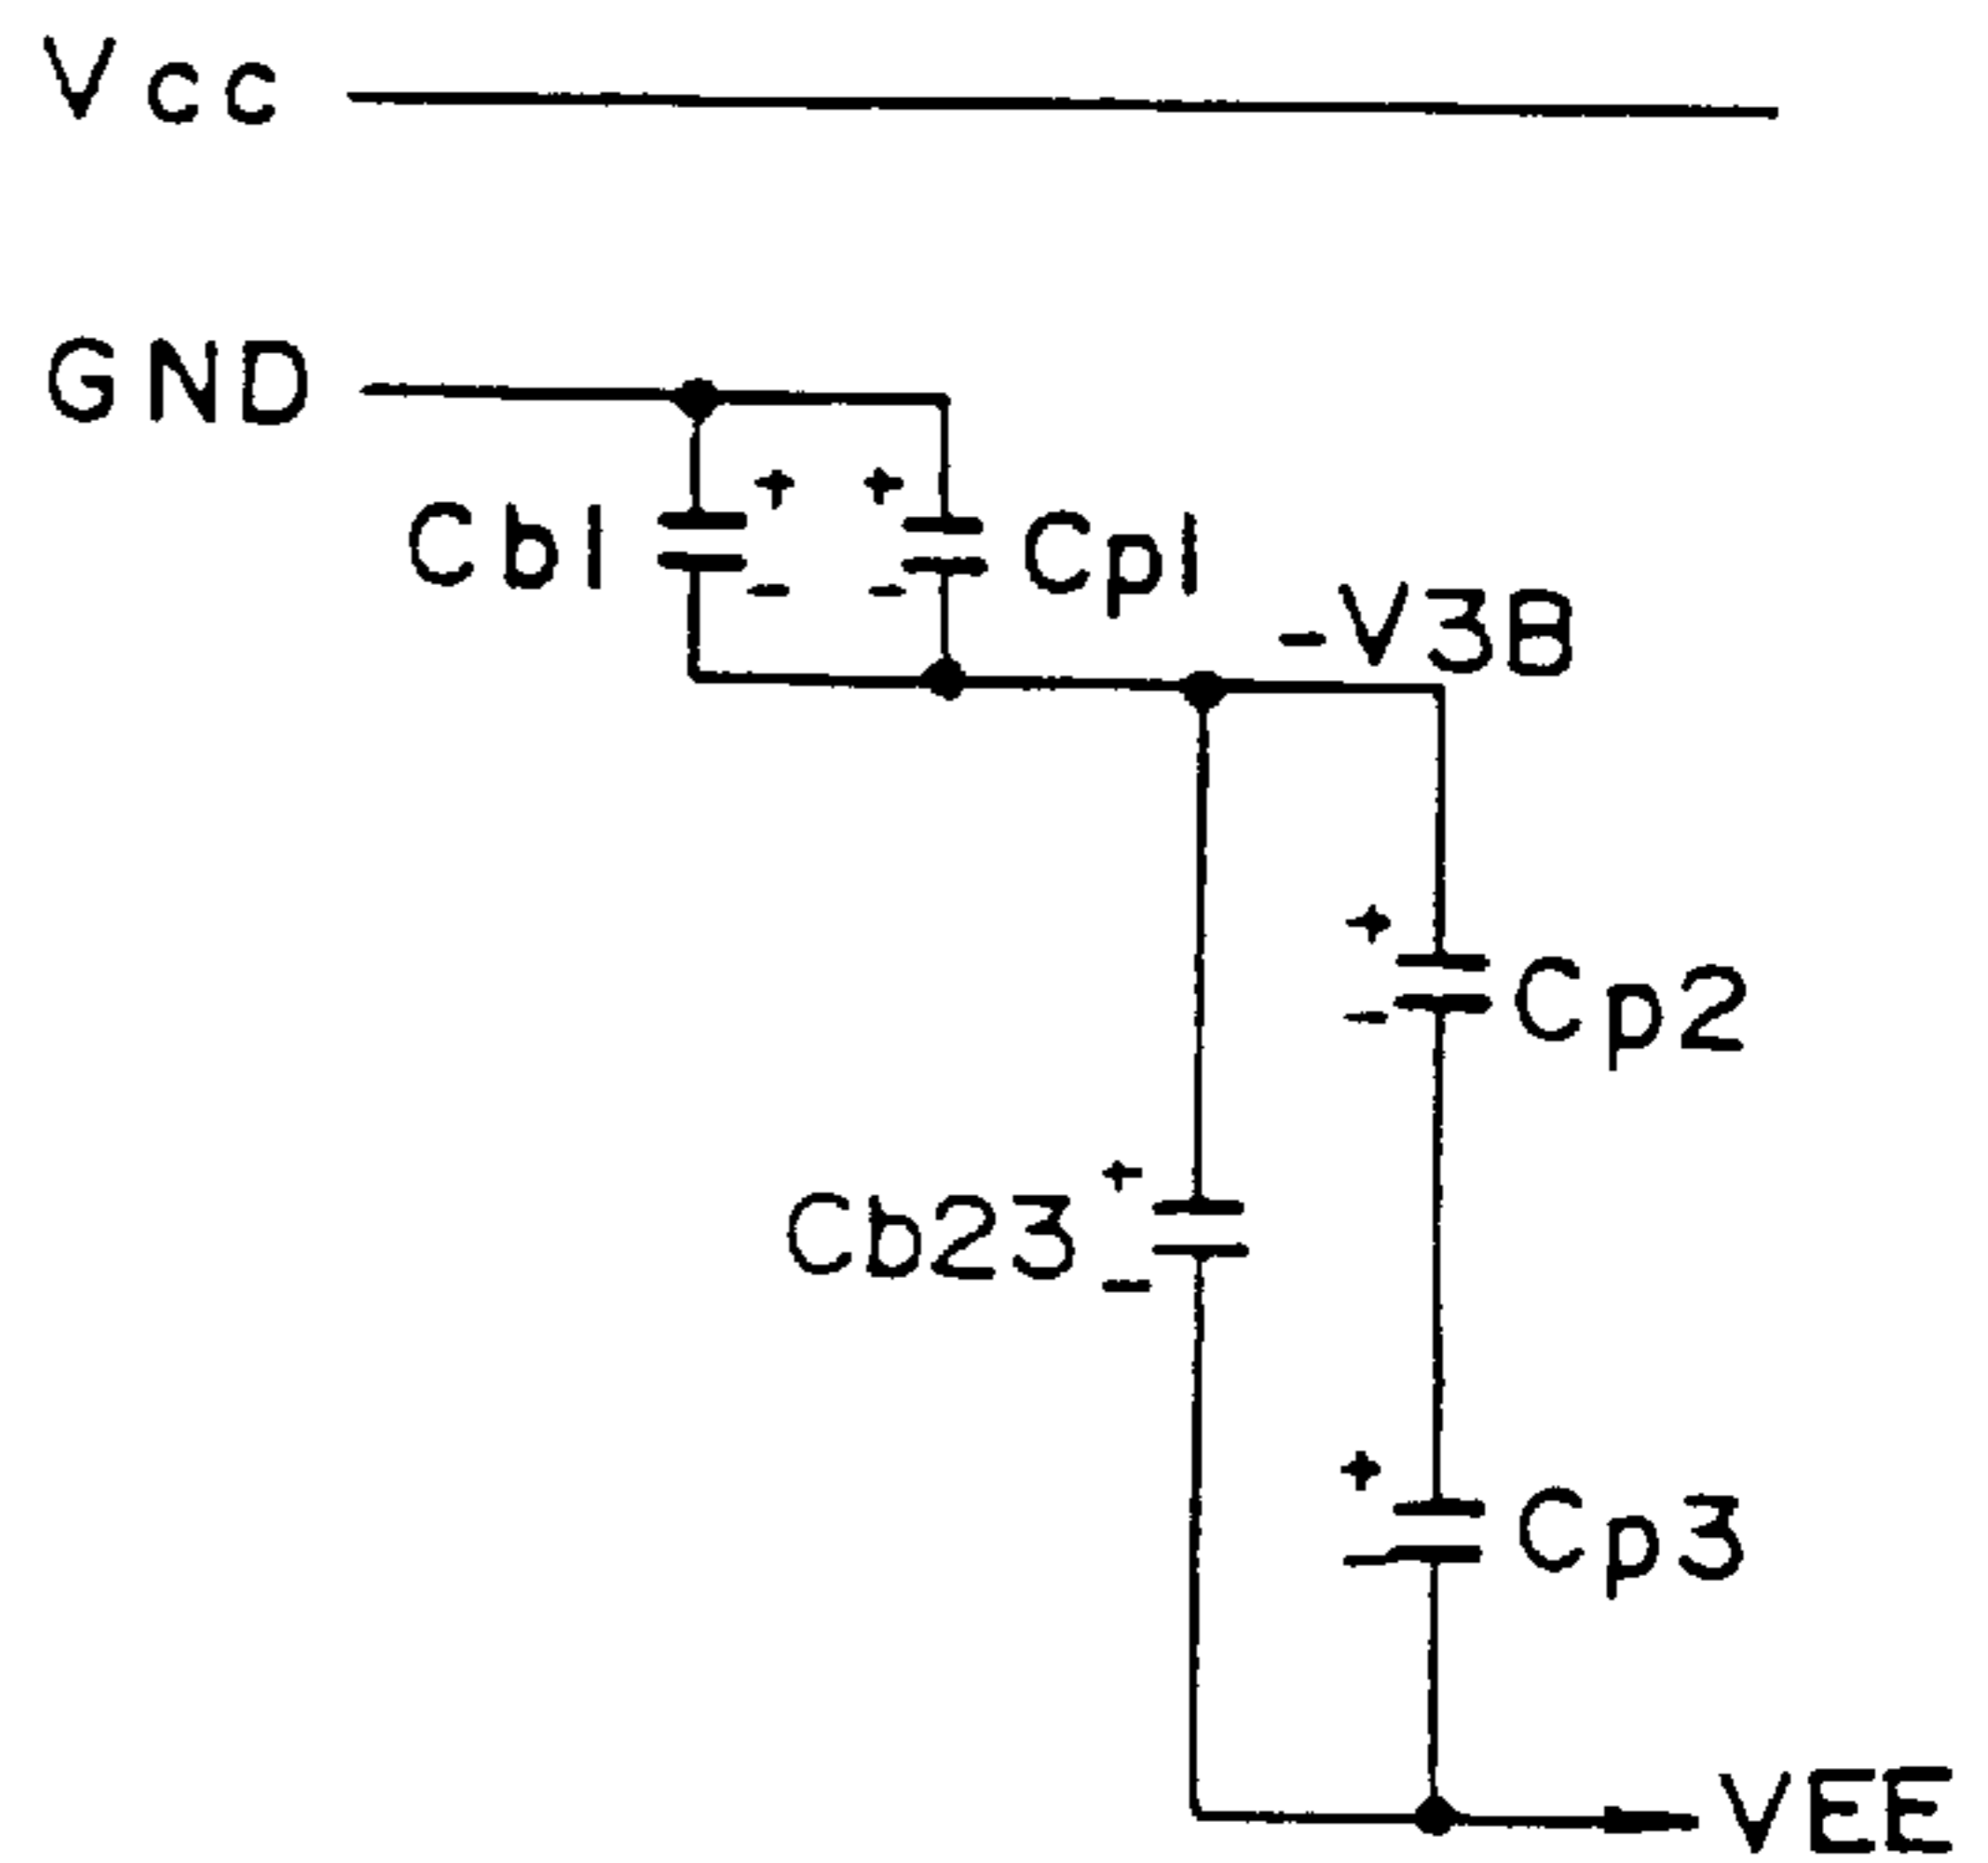 Vcc
GND
+ +
Cb1 Cp1
- -
-V3B
+
Cp2
-
+
Cb23
-
+
Cp3
-
VEE